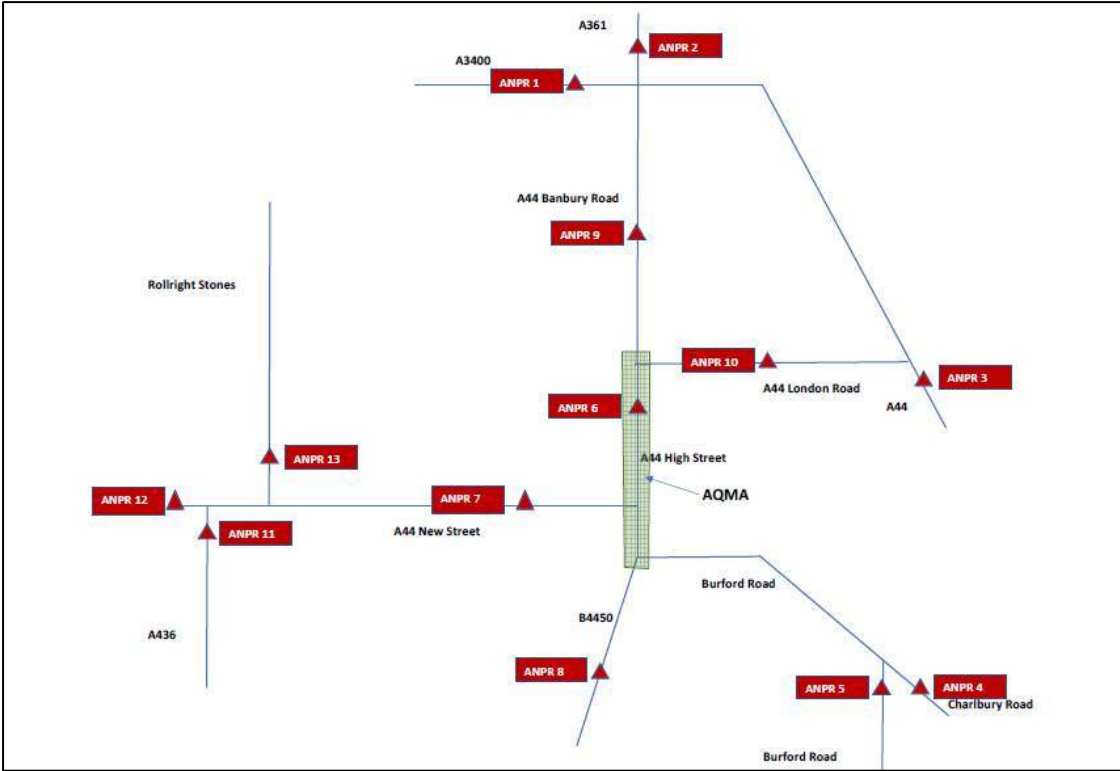 A361
ANPR 2
A3400
ANPR 1
A44 Banbury Road
ANPR 9
Rollright Stones
ANPR 10
A44 London Road
ANPR 3
A44
ANPR 6
A44 High Street
ANPR 13
AQMA
ANPR 12
ANPR 7
A44 New Street
ANPR 11
Burford Road
A436
B4450
ANPR 8
ANPR 5
ANPR 4
Charlbury Road
Burford Road